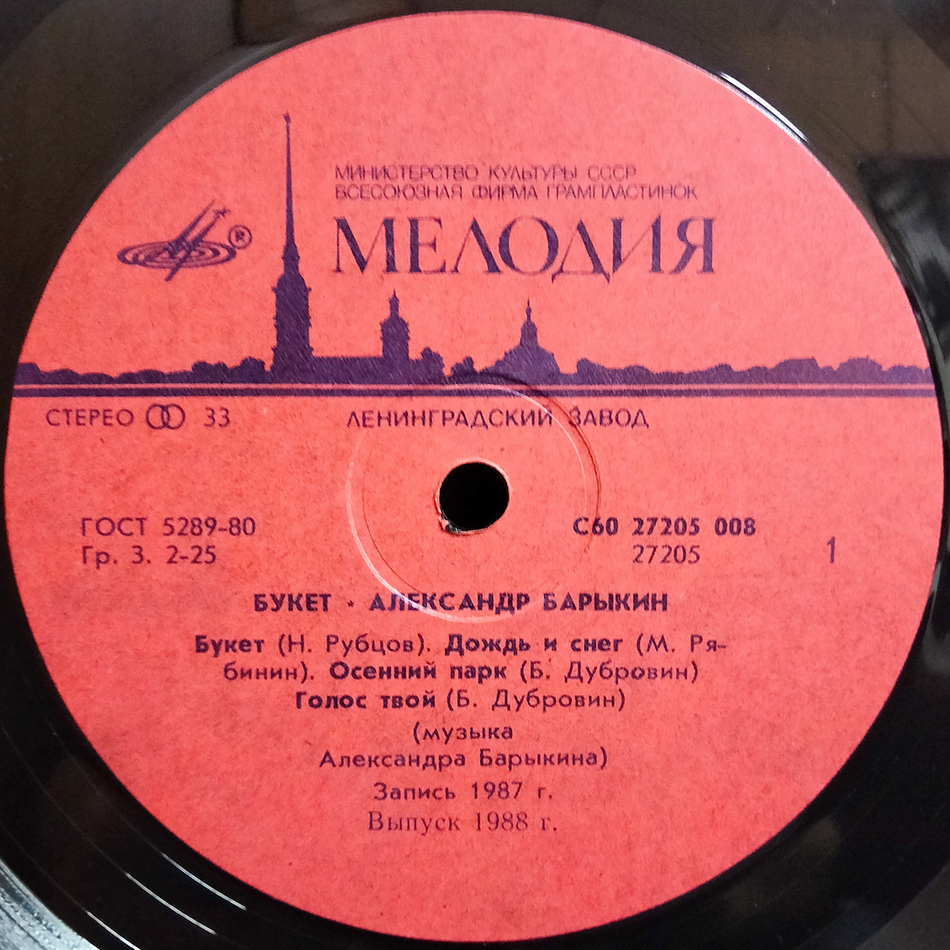 МИНИСТЕРСТВО КУЛЬТУРЫ СССР
ВСЕСОЮЗНАЯ ФИРМА ГРАМПЛАСТИНОК
МЕЛОДИЯ
®
СТЕРЕО 33
ЛЕНИНГРАДСКИЙ ЗАВОД
ГОСТ 5289-80
Гр. 3. 2-25
С60 27205 008
27205
1
БУКЕТ · АЛЕКСАНДР БАРЫКИН
Букет (Н. Рубцов). Дождь и снег (М. Ря-
бинин). Осенний парк (Б. Дубровин)
Голос твой (Б. Дубровин)
(музыка
Александра Барыкина)
Запись 1987 г.
Выпуск 1988 г.